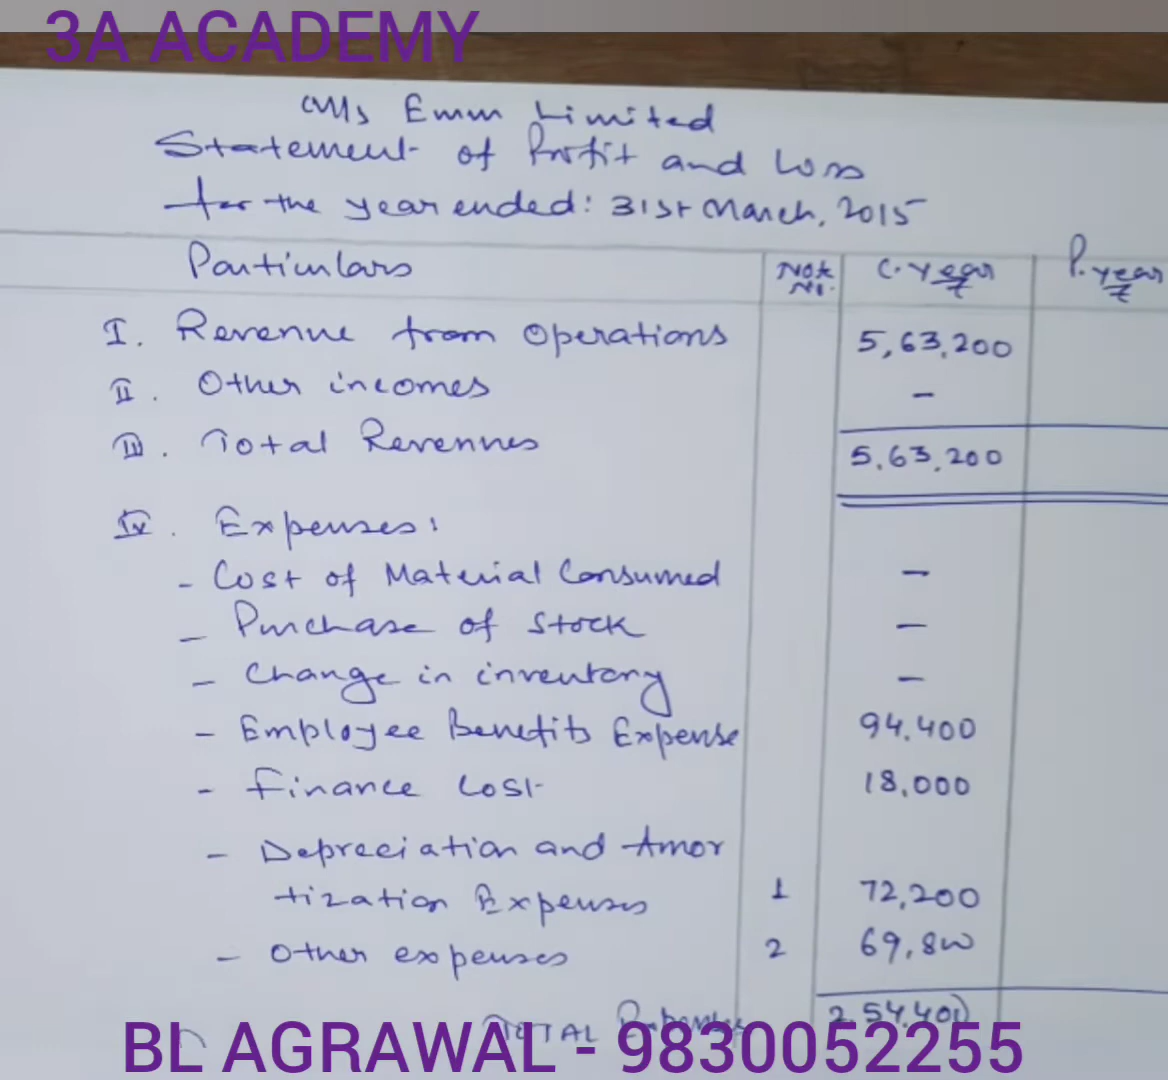 3A ACADEMY
M/s Emm Limited
Statement of Profit and Loss
for the year ended: 31st March, 2015
Particulars Note No. C. year ₹ P. year ₹
I. Revenue from Operations 5,63,200
II. Other incomes -
III. Total Revenues 5,63,200
IV. Expenses:
- Cost of Material Consumed -
- Purchase of Stock -
- Change in inventory -
- Employee Benefits Expense 94,400
- Finance Cost 18,000
- Depreciation and Amor
tization Expenses 1 72,200
- Other expenses 2 69,800
TOTAL Expenses 2,54,400
BL AGRAWAL - 9830052255